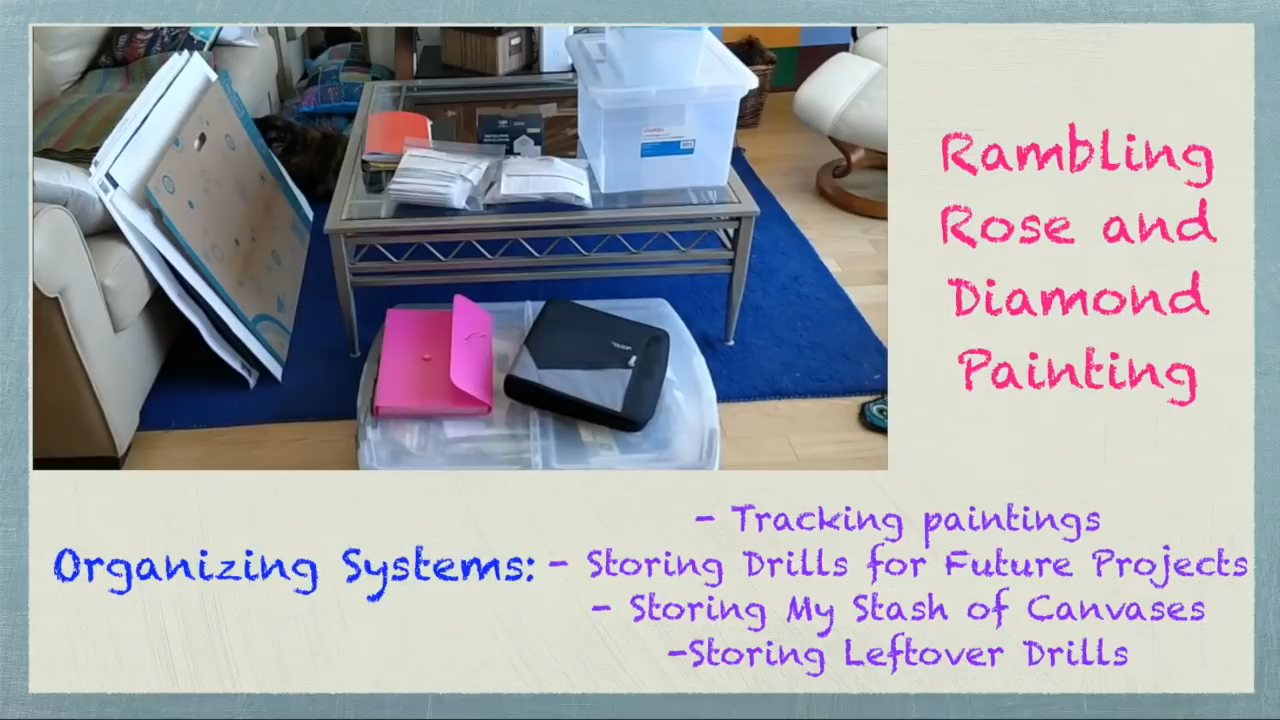 Rambling
Rose and
Diamond
Painting
Organizing Systems:
- Tracking paintings
- Storing Drills for Future Projects
- Storing My Stash of Canvases
-Storing Leftover Drills